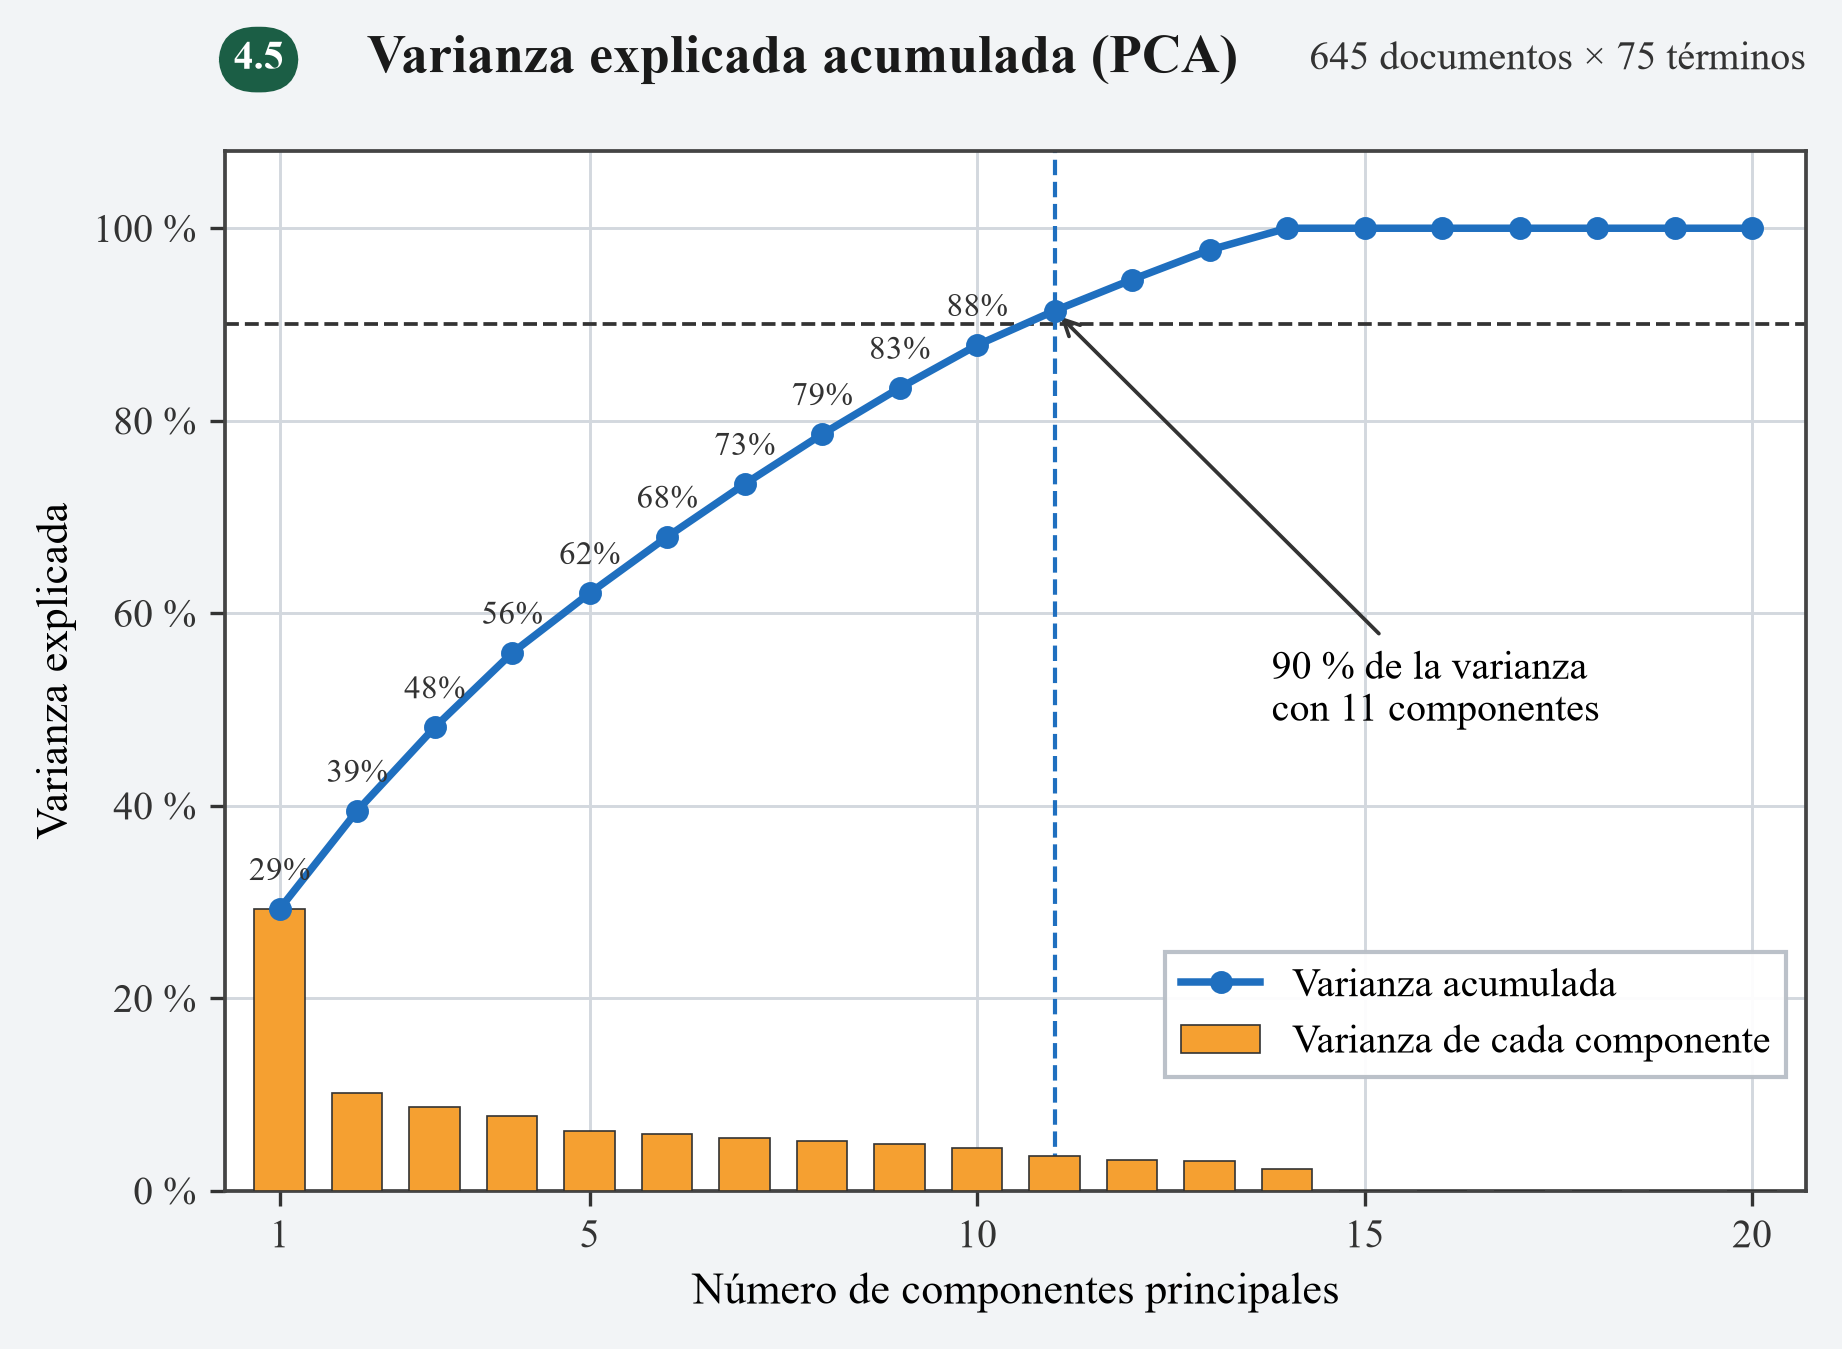 4.5 Varianza explicada acumulada (PCA) 645 documentos × 75 términos
100 %
80 %
60 %
40 %
20 %
0 %
Varianza explicada
29%
39%
48%
56%
62%
68%
73%
79%
83%
88%
90 % de la varianza
con 11 componentes
Varianza acumulada
Varianza de cada componente
1 5 10 15 20
Número de componentes principales